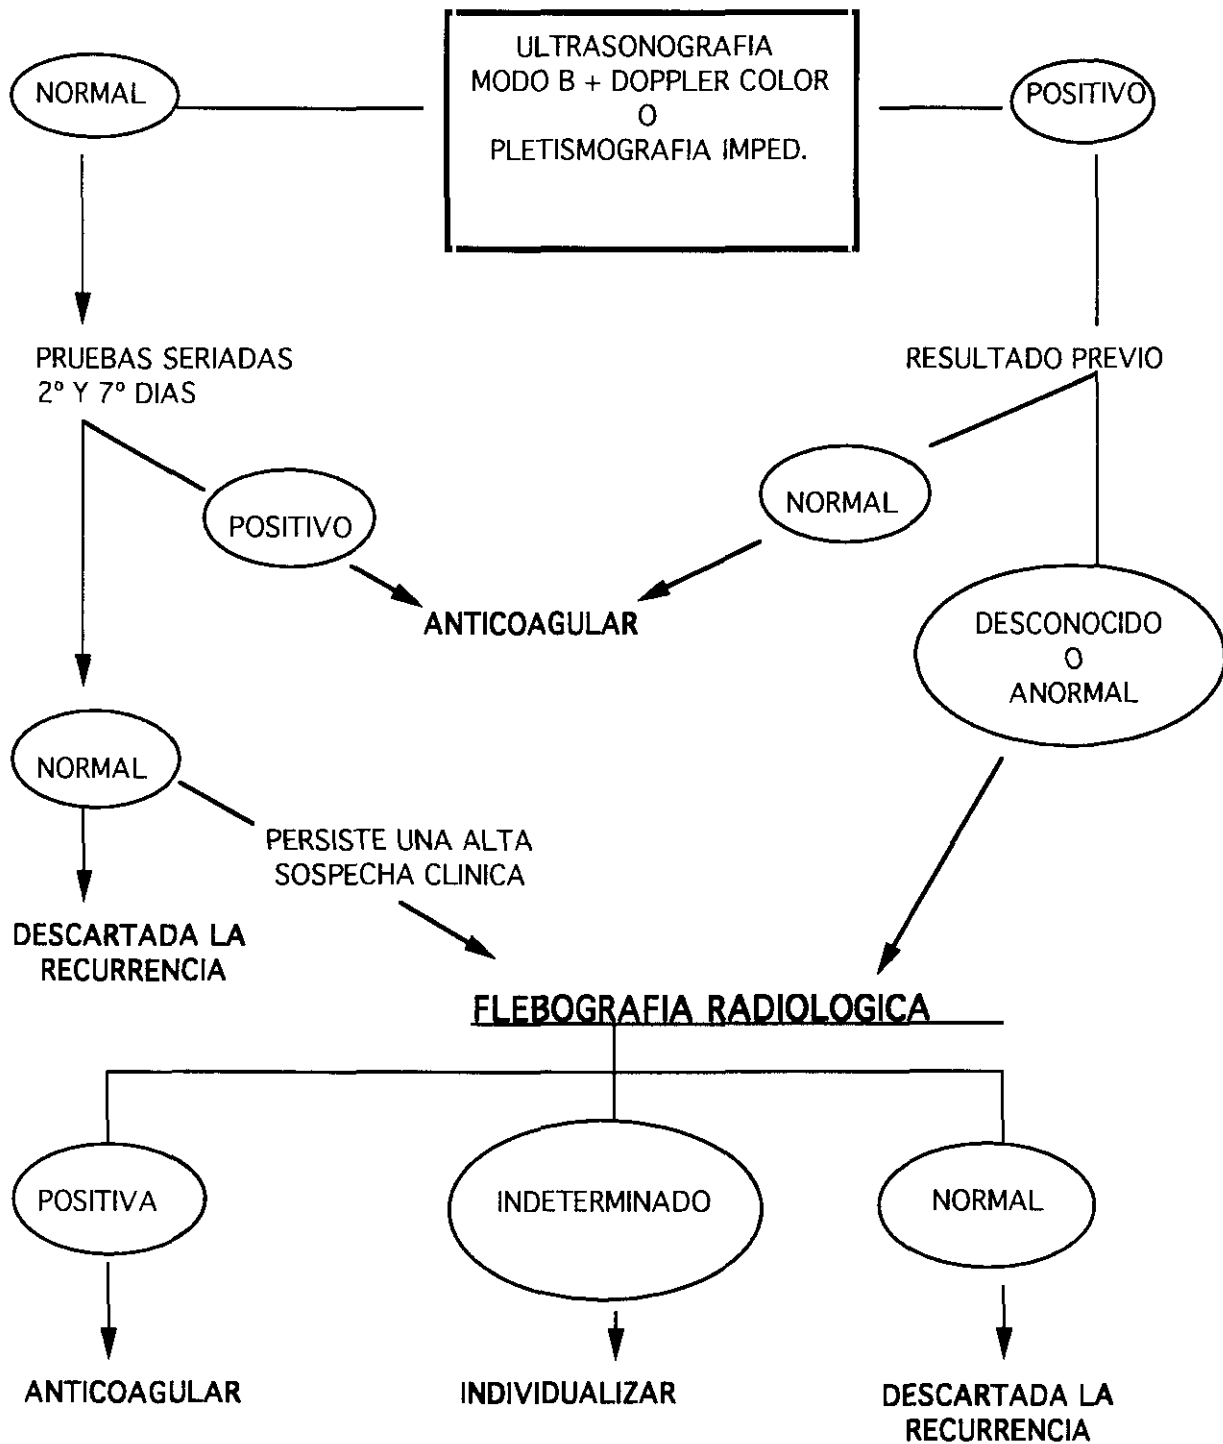 ULTRASONOGRAFIA
MODO B + DOPPLER COLOR
O
PLETISMOGRAFIA IMPED.
NORMAL
POSITIVO
PRUEBAS SERIADAS
2º Y 7º DIAS
RESULTADO PREVIO
POSITIVO
NORMAL
ANTICOAGULAR
DESCONOCIDO
O
ANORMAL
NORMAL
PERSISTE UNA ALTA
SOSPECHA CLINICA
DESCARTADA LA
RECURRENCIA
FLEBOGRAFIA RADIOLOGICA
POSITIVA
INDETERMINADO
NORMAL
ANTICOAGULAR
INDIVIDUALIZAR
DESCARTADA LA
RECURRENCIA